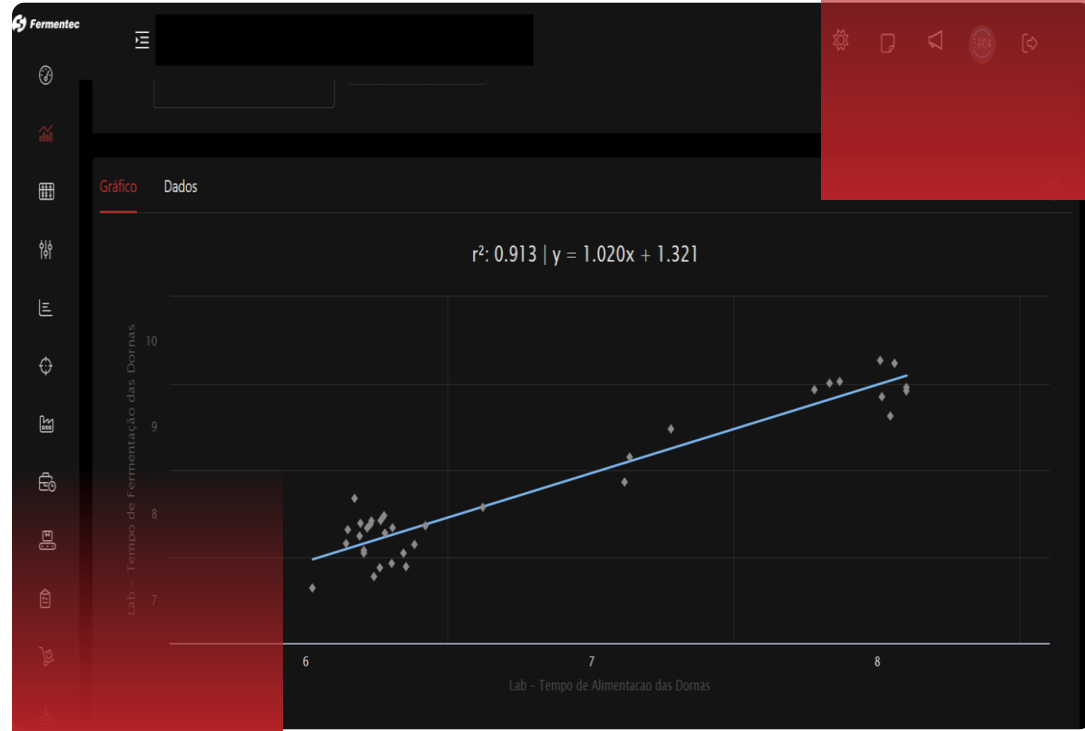 Fermentec
Gráfico Dados
r²: 0.913 | y = 1.020x + 1.321
Lab - Tempo de Fermentação das Dornas
10
9
8
7
6 7 8
Lab - Tempo de Alimentacao das Dornas